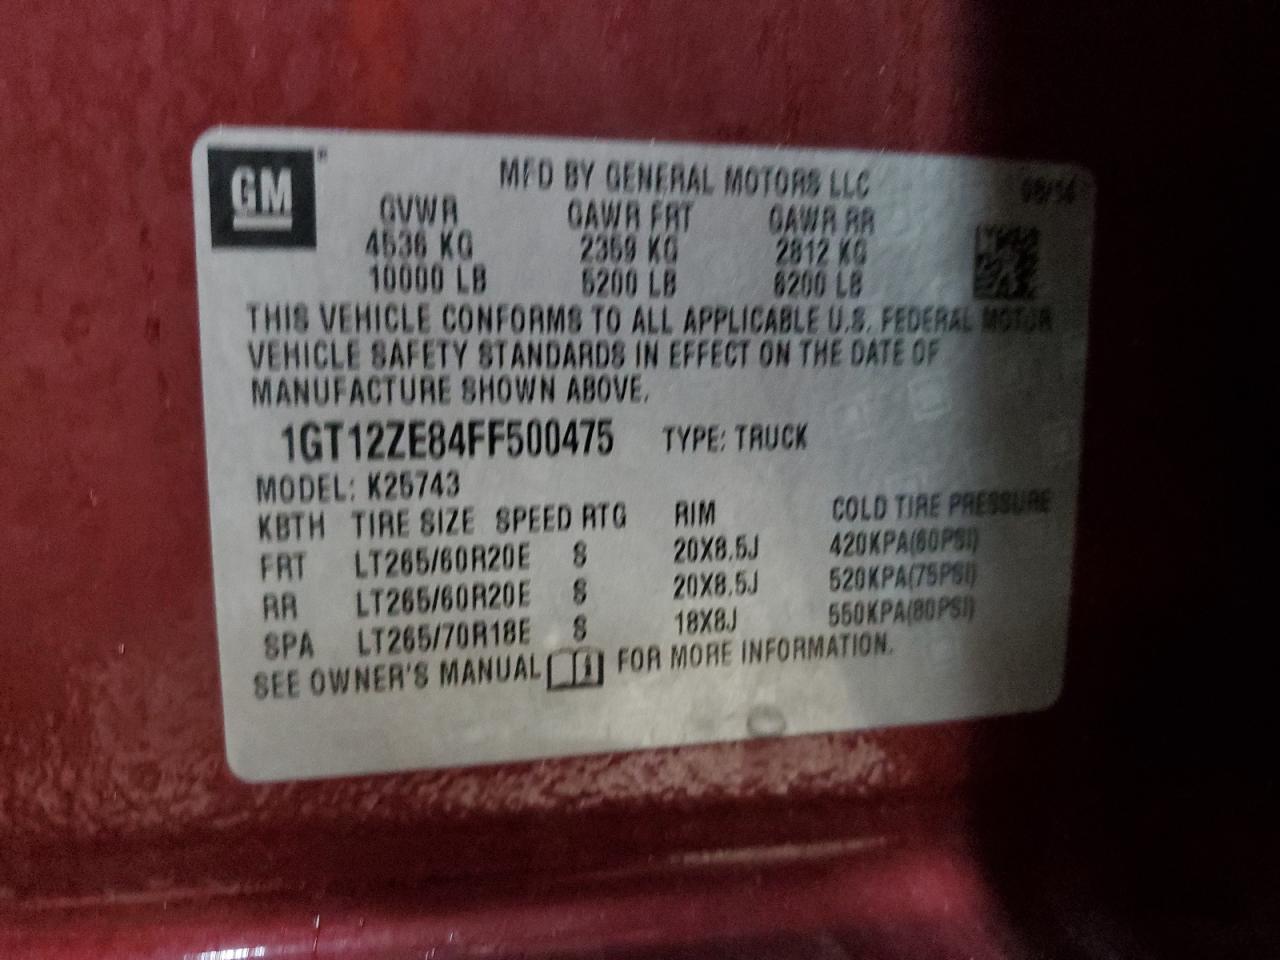 GM
MFD BY GENERAL MOTORS LLC 08/14
GVWR GAWR FRT GAWR RR
4536 KG 2359 KG 2812 KG
10000 LB 5200 LB 6200 LB
THIS VEHICLE CONFORMS TO ALL APPLICABLE U.S. FEDERAL MOTOR
VEHICLE SAFETY STANDARDS IN EFFECT ON THE DATE OF
MANUFACTURE SHOWN ABOVE.
1GT12ZE84FF500475 TYPE: TRUCK
MODEL: K25743
KBTH TIRE SIZE SPEED RTG RIM COLD TIRE PRESSURE
FRT LT265/60R20E S 20X8.5J 420KPA(60PSI)
RR LT265/60R20E S 20X8.5J 520KPA(75PSI)
SPA LT265/70R18E S 18X8J 550KPA(80PSI)
SEE OWNER'S MANUAL FOR MORE INFORMATION.